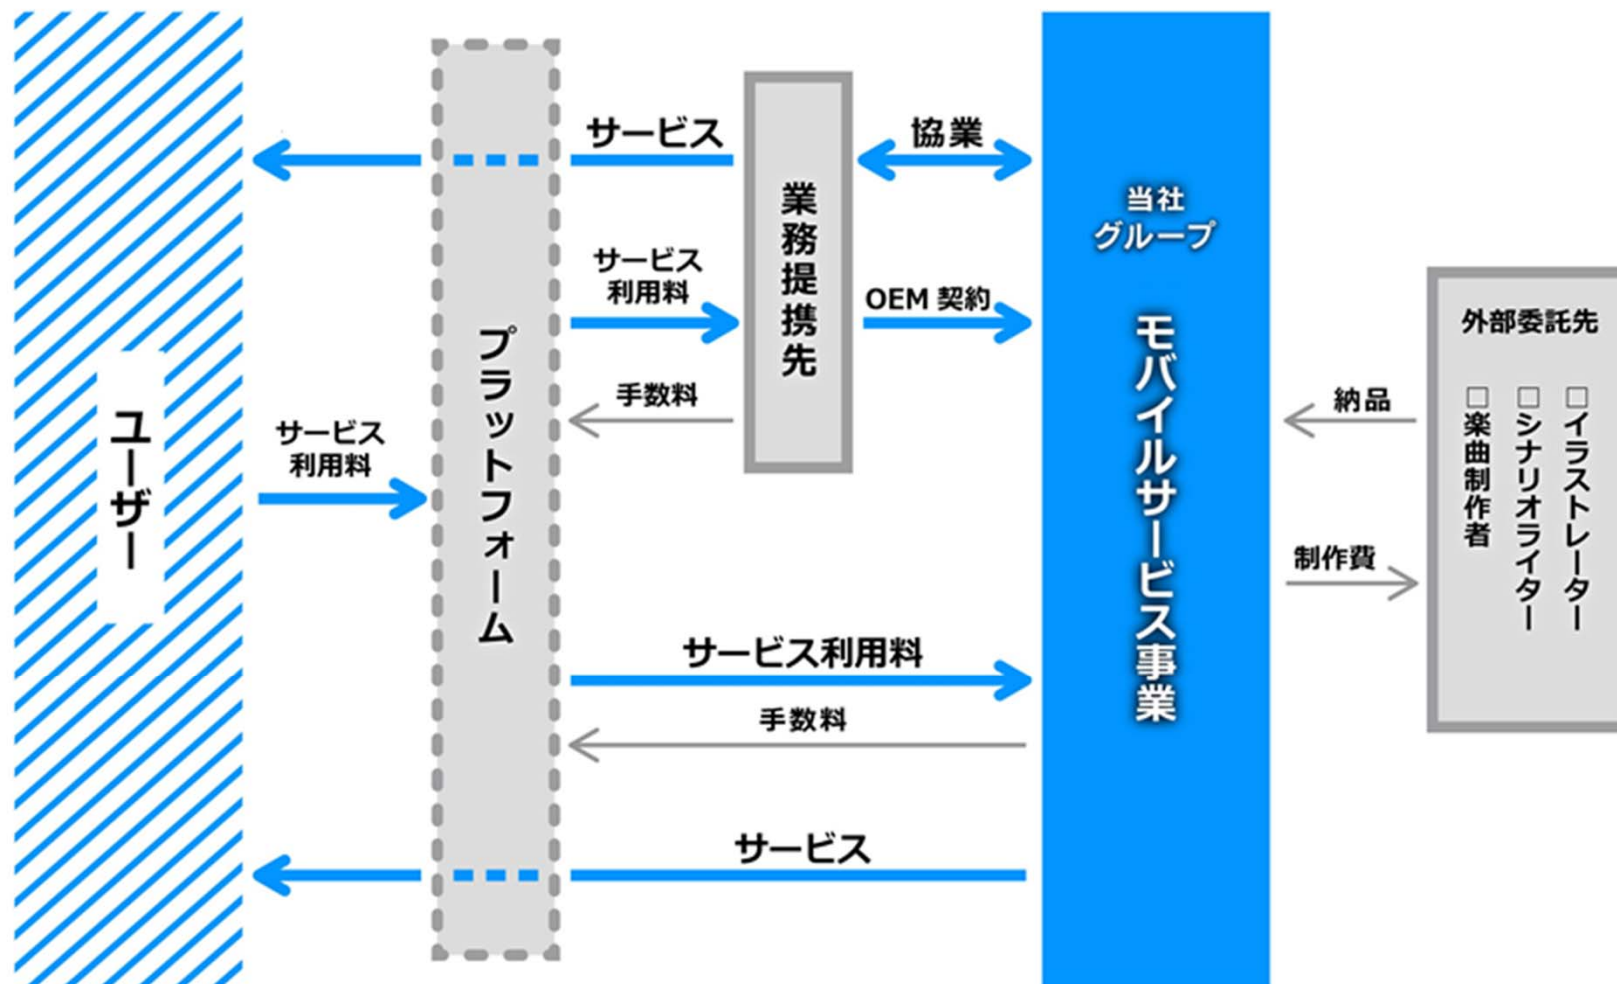 ユーザー
サービス
利用料
プラットフォーム
サービス
サービス
利用料
手数料
業務提携先
協業
OEM 契約
サービス利用料
手数料
サービス
当社
グループ
モバイルサービス事業
納品
制作費
外部委託先
□イラストレーター
□シナリオライター
□楽曲制作者